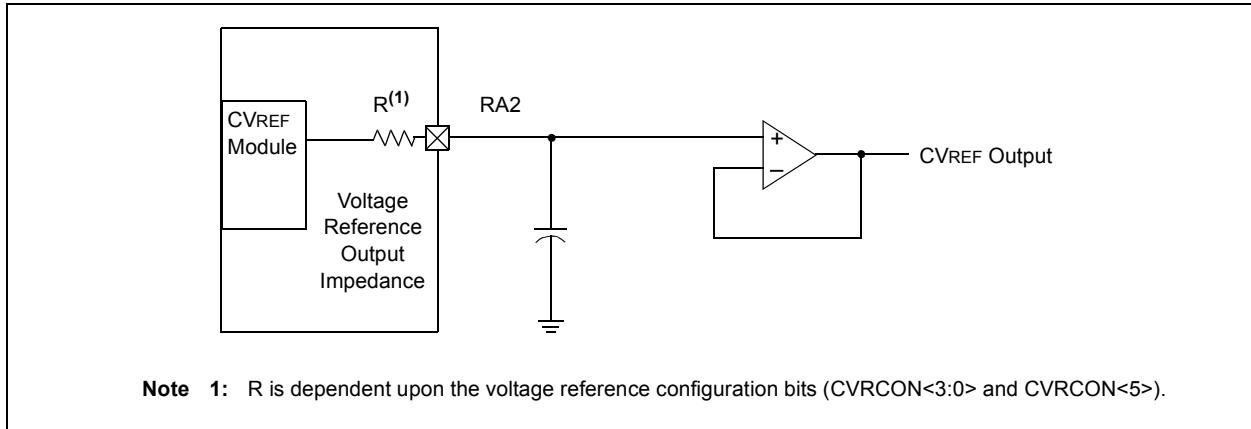 R(1)
RA2
CVREF
Module
+
–
CVREF Output
Voltage
Reference
Output
Impedance
Note 1: R is dependent upon the voltage reference configuration bits (CVRCON<3:0> and CVRCON<5>).